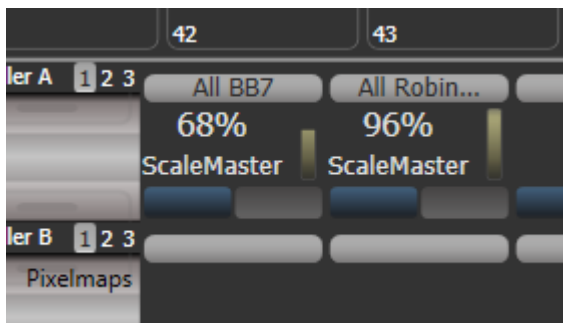 42 43
ler A 1 2 3 All BB7 All Robin...
68% 96%
ScaleMaster ScaleMaster
ler B 1 2 3
Pixelmaps